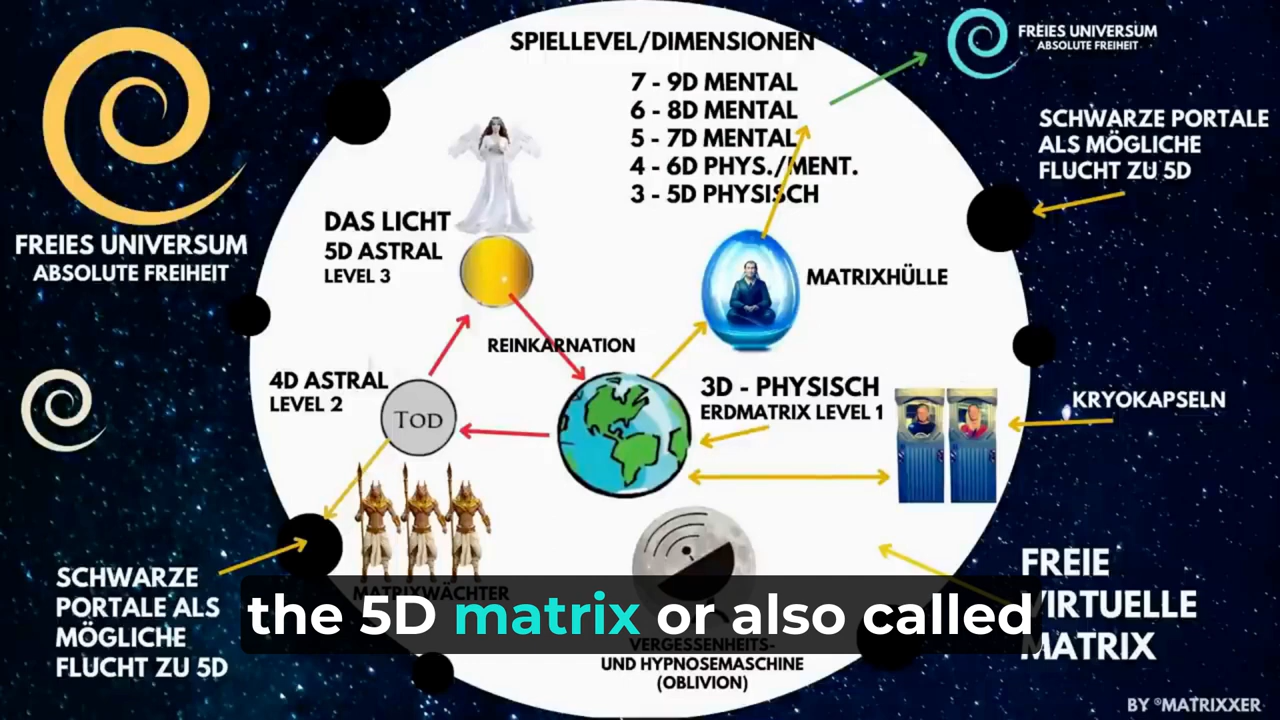 SPIELLEVEL/DIMENSIONEN
7 - 9D MENTAL
6 - 8D MENTAL
5 - 7D MENTAL
4 - 6D PHYS./MENT.
3 - 5D PHYSISCH
FREIES UNIVERSUM
ABSOLUTE FREIHEIT
SCHWARZE PORTALE
ALS MÖGLICHE
FLUCHT ZU 5D
FREIES UNIVERSUM
ABSOLUTE FREIHEIT
DAS LICHT
5D ASTRAL
LEVEL 3
MATRIXHÜLLE
REINKARNATION
4D ASTRAL
LEVEL 2
TOD
3D - PHYSISCH
ERDMATRIX LEVEL 1
KRYOKAPSELN
SCHWARZE
PORTALE ALS
MÖGLICHE
FLUCHT ZU 5D
MATRIXWÄCHTER
the 5D matrix or also called
VERGESSENHEITS-
UND HYPNOSEMASCHINE
(OBLIVION)
FREIE
VIRTUELLE
MATRIX
BY ®MATRIXXER